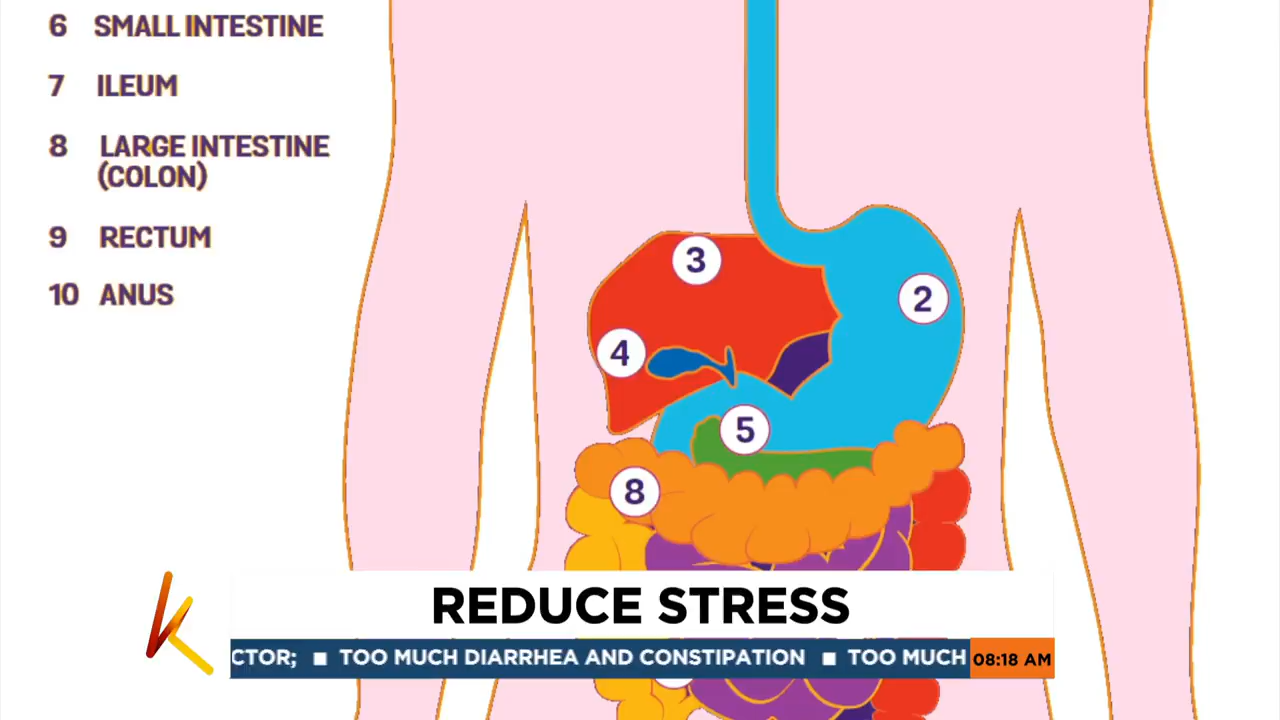 6 SMALL INTESTINE
7 ILEUM
8 LARGE INTESTINE
(COLON)
9 RECTUM
10 ANUS
3
2
4
5
8
REDUCE STRESS
CTOR; ■ TOO MUCH DIARRHEA AND CONSTIPATION ■ TOO MUCH
08:18 AM